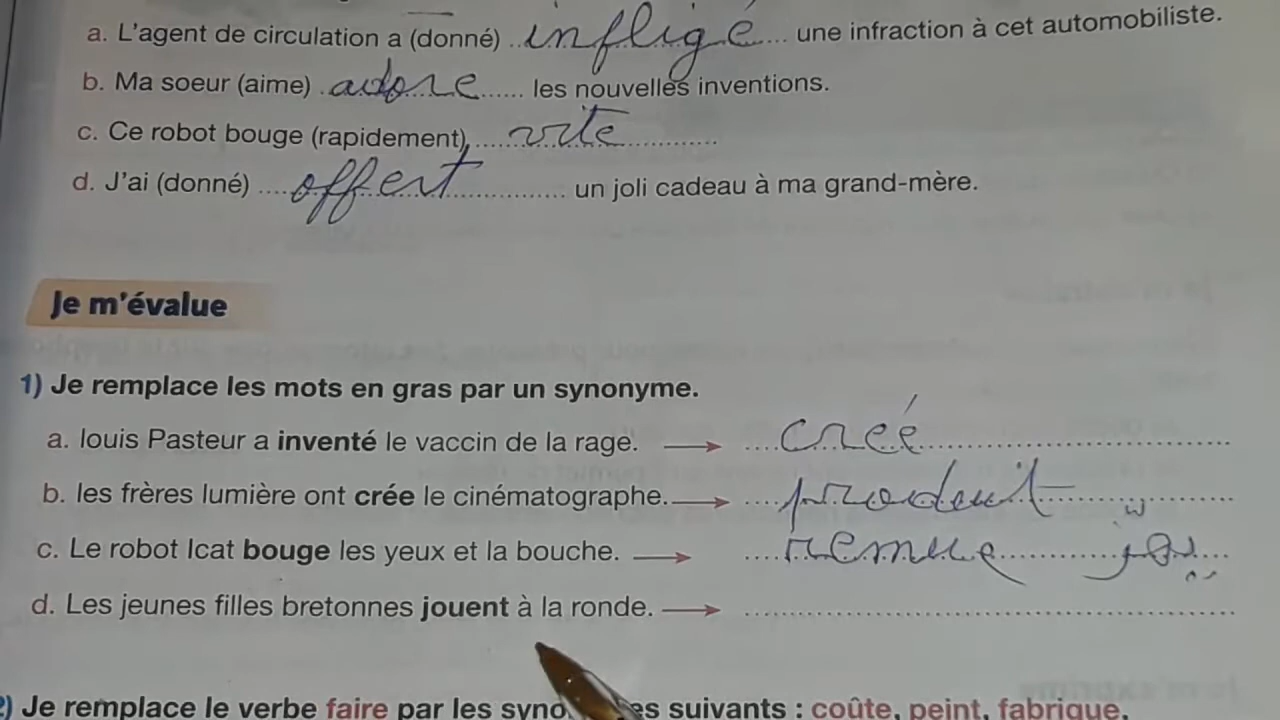 a. L'agent de circulation a (donné) infligé une infraction à cet automobiliste.
b. Ma soeur (aime) adore les nouvelles inventions.
c. Ce robot bouge (rapidement), vite
d. J'ai (donné) offert un joli cadeau à ma grand-mère.
Je m'évalue
1) Je remplace les mots en gras par un synonyme.
a. louis Pasteur a inventé le vaccin de la rage. → créé
b. les frères lumière ont crée le cinématographe. → produit
c. Le robot Icat bouge les yeux et la bouche. → remue
d. Les jeunes filles bretonnes jouent à la ronde. →
2) Je remplace le verbe faire par les suivants : coûte, peint, fabrique,